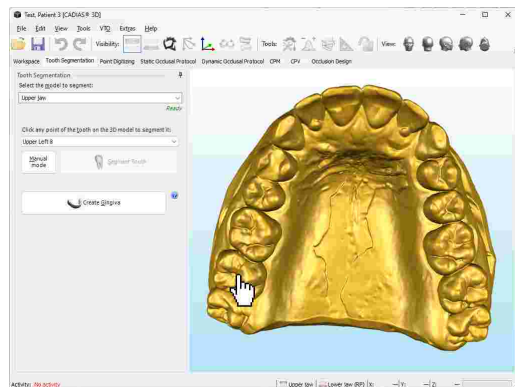 Test, Patient 3 [CADIAS® 3D]
File Edit View Tools VTO Extras Help
Visibility: Tools: View:
Workspace Tooth Segmentation Point Digitizing Static Occlusal Protocol Dynamic Occlusal Protocol CPM CPV Occlusion Design
Tooth Segmentation
Select the model to segment:
Upper jaw
Ready
Click any point of the tooth on the 3D model to segment it:
Upper Left 8
Manual mode
Segment Tooth
Create Gingiva
Activity: No activity
Upper Jaw Lower Jaw (RP) X: — Y: — Z: —